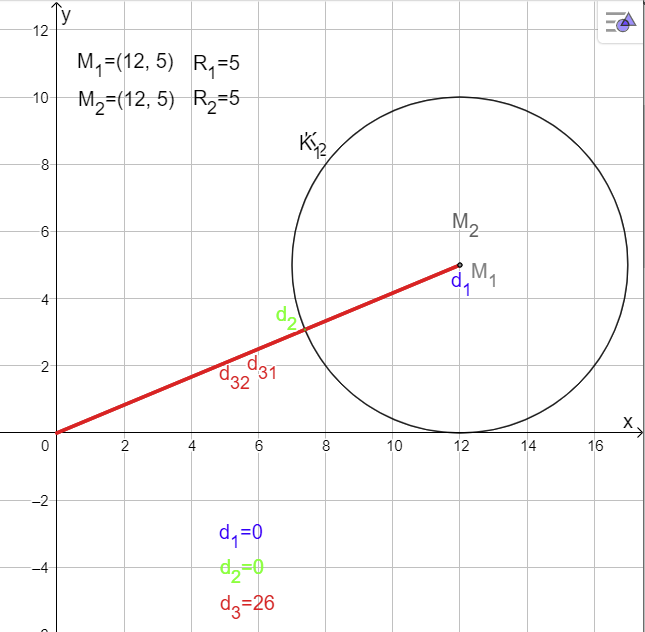 y
12
M₁=(12, 5) R₁=5
10
M₂=(12, 5) R₂=5
8
6
M₂
M₁
d₁
4
d₂
2
d₃₂ d₃₁
x
0 2 4 6 8 10 12 14 16
–2
d₁=0
–4
d₂=0
d₃=26